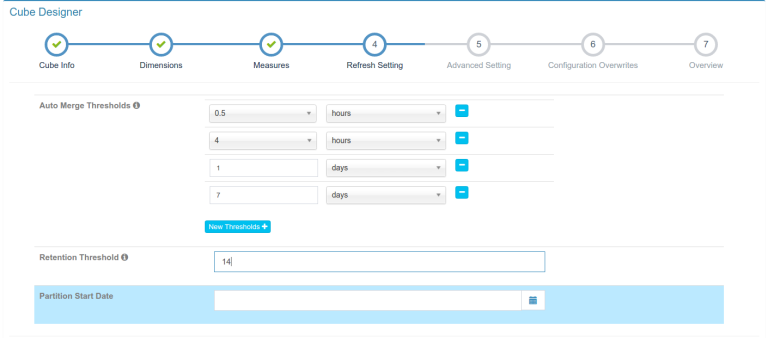 Cube Designer
4 5 6 7
Cube Info Dimensions Measures Refresh Setting Advanced Setting Configuration Overwrites Overview
Auto Merge Thresholds
0.5 hours
4 hours
1 days
7 days
New Thresholds
Retention Threshold
14
Partition Start Date